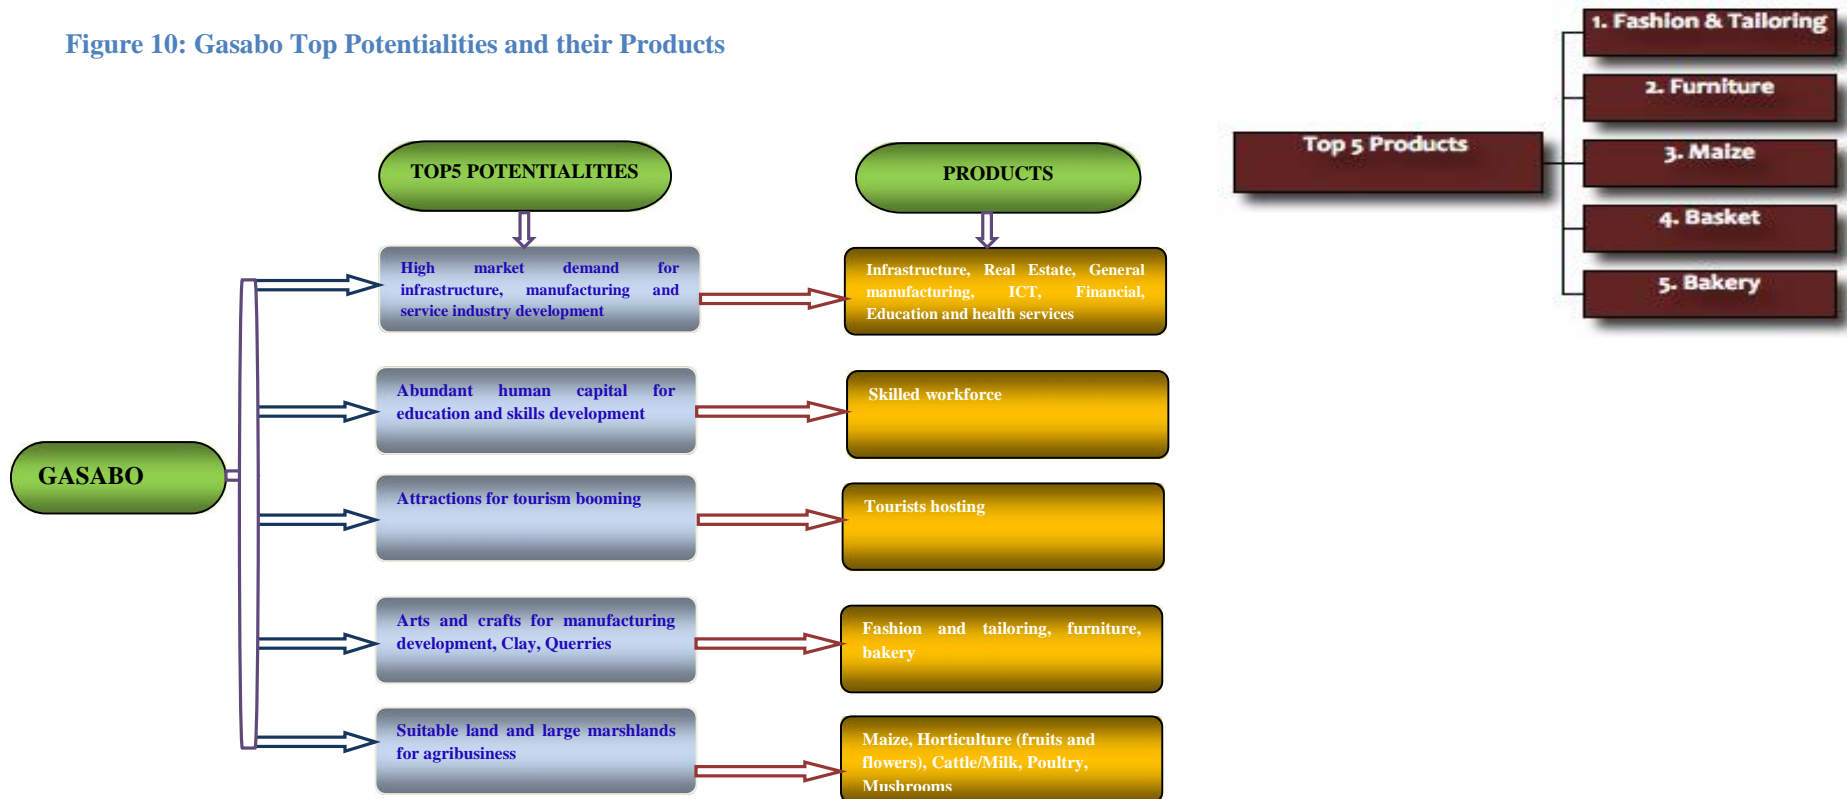 Figure 10: Gasabo Top Potentialities and their Products
TOP5 POTENTIALITIES
PRODUCTS
GASABO
High market demand for
infrastructure, manufacturing and
service industry development
Infrastructure, Real Estate, General
manufacturing, ICT, Financial,
Education and health services
Abundant human capital for
education and skills development
Skilled workforce
Attractions for tourism booming
Tourists hosting
Arts and crafts for manufacturing
development, Clay, Querries
Fashion and tailoring, furniture,
bakery
Suitable land and large marshlands
for agribusiness
Maize, Horticulture (fruits and
flowers), Cattle/Milk, Poultry,
Mushrooms
Top 5 Products
1. Fashion & Tailoring
2. Furniture
3. Maize
4. Basket
5. Bakery